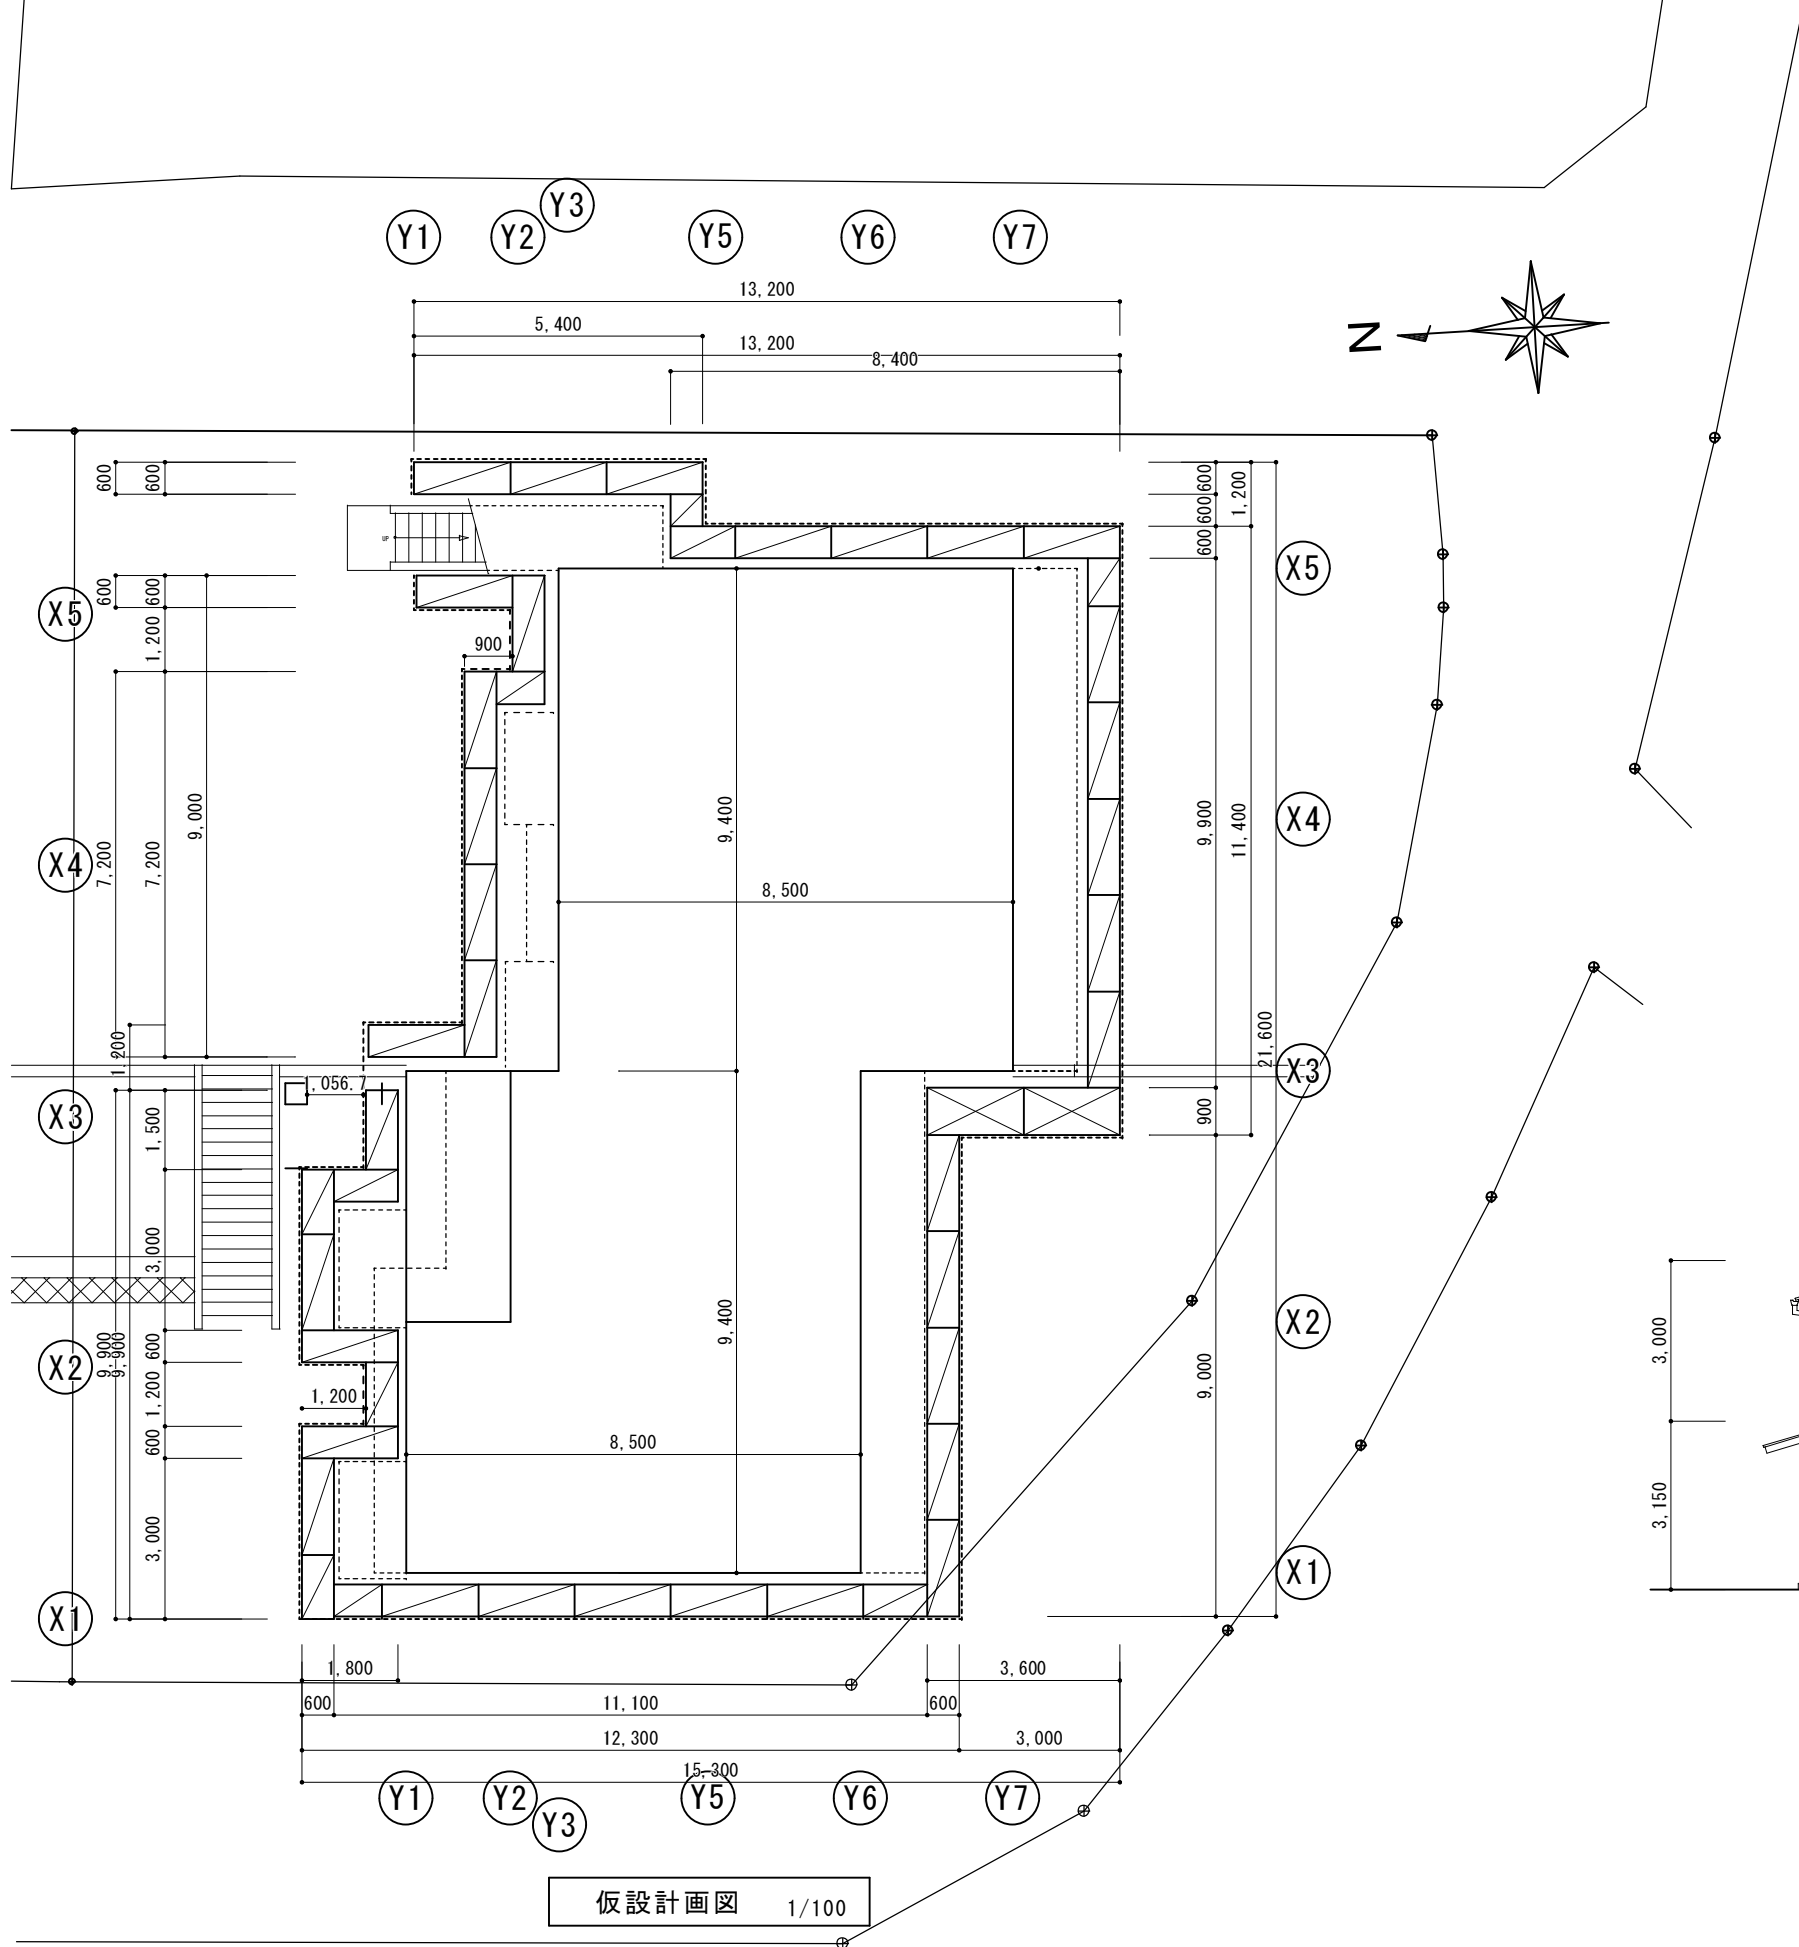 Y3
Y1 Y2 Y5 Y6 Y7
13,200
5,400
13,200
8,400
N
600 600
600 600 600 1,200
UP
X5
600 600
1,200
X5
900
9,000
7,200 7,200
X4
9,400
9,900
11,400
X4
8,500
1,200
21,600
X3
,056.7
X3
1,500
900
3,000
9,400
X2
3,000
X2
9,900
9,900
600
1,200
600
1,200
9,000
8,500
3,000
3,150
X1
X1
1,800 3,600
600 11,100 600
12,300 3,000
15,300
Y1 Y2 Y5 Y6 Y7
Y3
仮設計画図 1/100